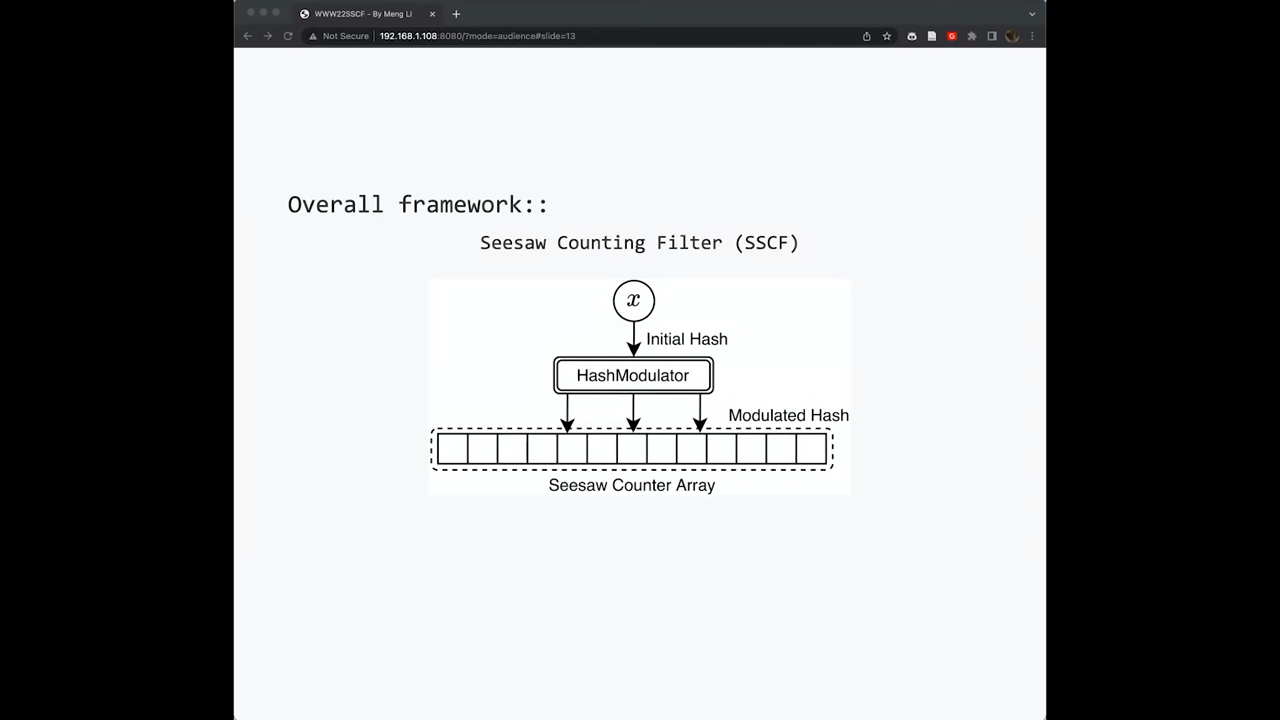 WWW22SSCF - By Meng Li
Not Secure
192.168.1.108:8080/?mode=audience#slide=13
Overall framework::
Seesaw Counting Filter (SSCF)
x
Initial Hash
HashModulator
Modulated Hash
Seesaw Counter Array